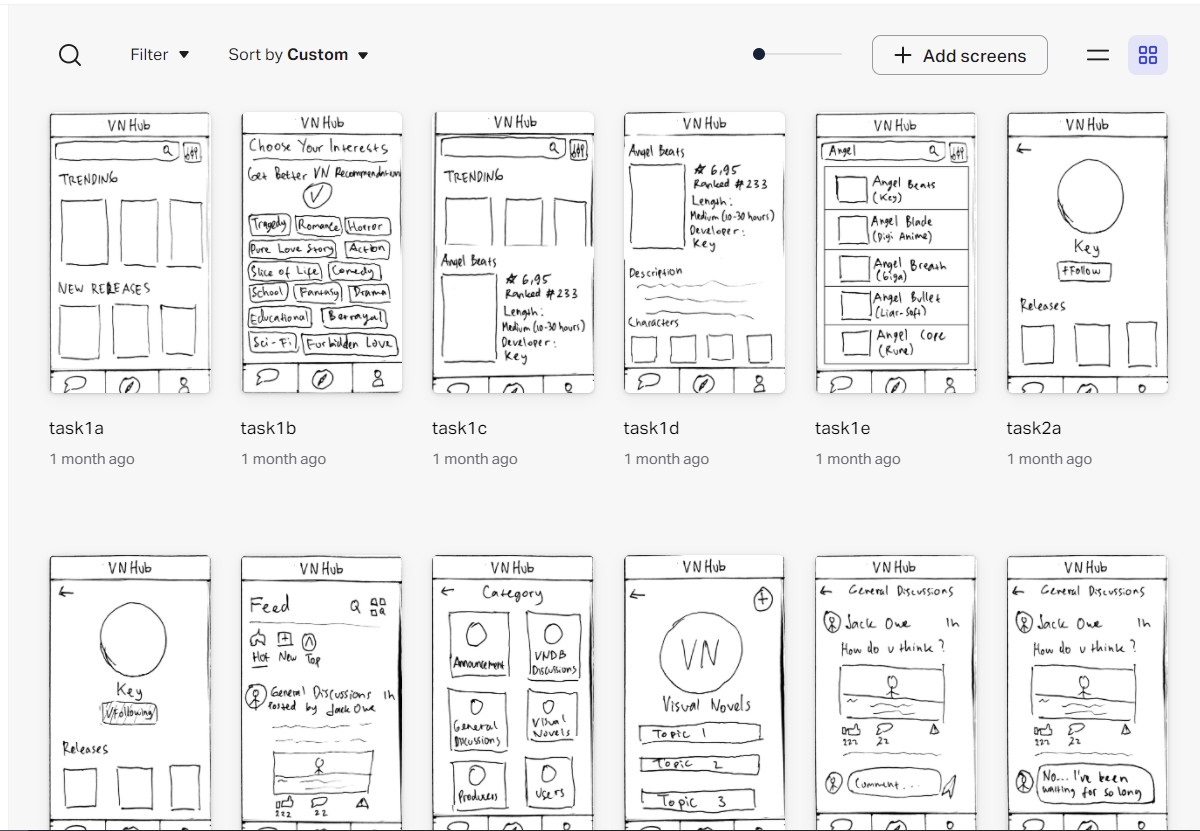 Filter
Sort by Custom
Add screens
VN Hub
TRENDING
NEW RELEASES
task1a
1 month ago
VN Hub
Choose Your Interests
Get Better VN Recommendation
Tragedy Romance Horror
Pure Love Story Action
Slice of Life Comedy
School Fantasy Drama
Educational Betrayal
Sci-Fi Forbidden Love
task1b
1 month ago
VN Hub
TRENDING
Angel Beats
6,95
Ranked #233
Length:
Medium (10-30 hours)
Developer:
Key
task1c
1 month ago
VN Hub
Angel Beats
6,95
Ranked #233
Length:
Medium (10-30 hours)
Developer:
Key
Description
Characters
task1d
1 month ago
VN Hub
Angel
Angel Beats
(Key)
Angel Blade
(Digi Anime)
Angel Breath
(Giga)
Angel Bullet
(Liar-Soft)
Angel Core
(Rune)
task1e
1 month ago
VN Hub
Key
+Follow
Releases
task2a
1 month ago
VN Hub
Key
Following
Releases
VN Hub
Feed
Hot New Top
General Discussions 1h
Posted by Jack One
222 22
VN Hub
Category
Announcement
VNDB
Discussions
General
Discussions
Visual
Novels
Producers
Users
VN Hub
VN
Visual Novels
Topic 1
Topic 2
Topic 3
VN Hub
General Discussions
Jack One 1h
How do u think?
222 22
Comment...
VN Hub
General Discussions
Jack One 1h
How do u think?
222 22
No... I've been
waiting for so long